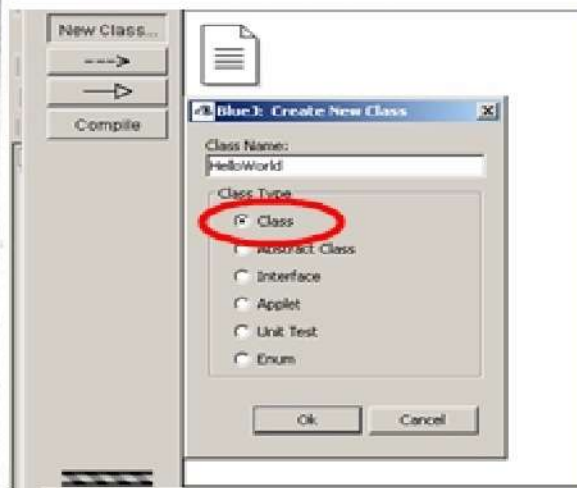 New Class...
Compile
BlueJ: Create New Class
Class Name:
HelloWorld
Class Type
Class
Abstract Class
Interface
Applet
Unit Test
Enum
Ok
Cancel